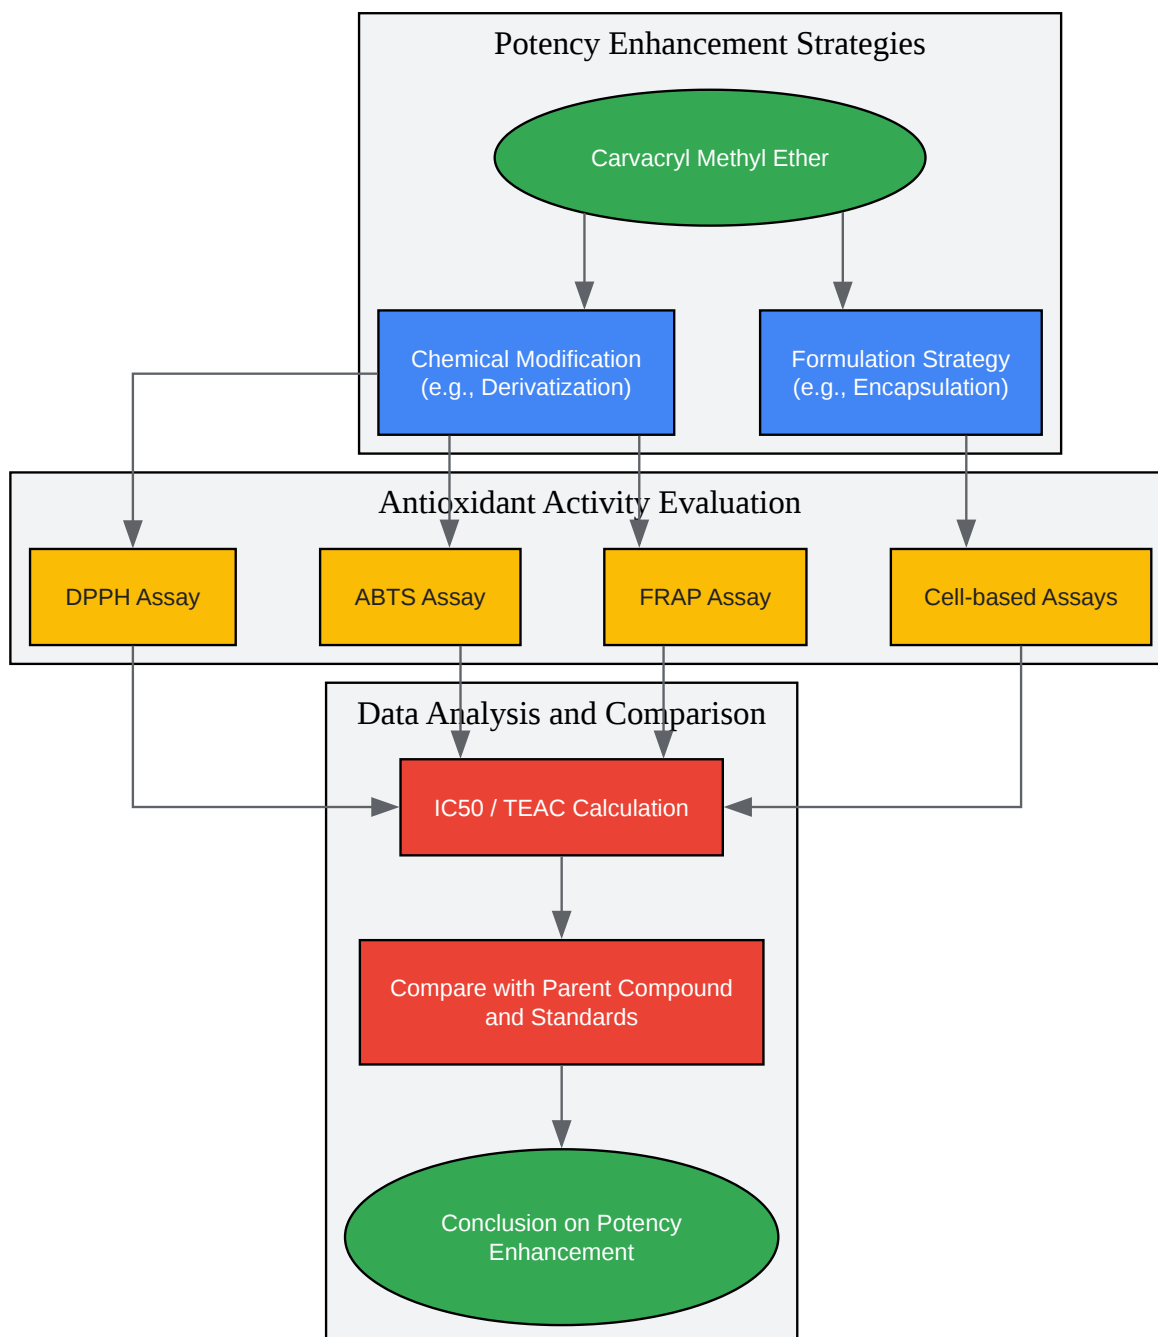 Potency Enhancement Strategies
Carvacryl Methyl Ether
Chemical Modification
(e.g., Derivatization)
Formulation Strategy
(e.g., Encapsulation)
Antioxidant Activity Evaluation
DPPH Assay
ABTS Assay
FRAP Assay
Cell-based Assays
Data Analysis and Comparison
IC50 / TEAC Calculation
Compare with Parent Compound
and Standards
Conclusion on Potency
Enhancement